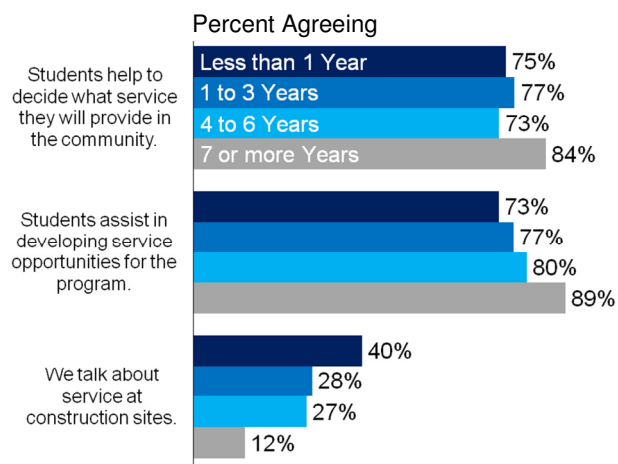 Percent Agreeing
Students help to
decide what service
they will provide in
the community.
Less than 1 Year 75%
1 to 3 Years 77%
4 to 6 Years 73%
7 or more Years 84%
Students assist in
developing service
opportunities for the
program.
73%
77%
80%
89%
We talk about
service at
construction sites.
40%
28%
27%
12%